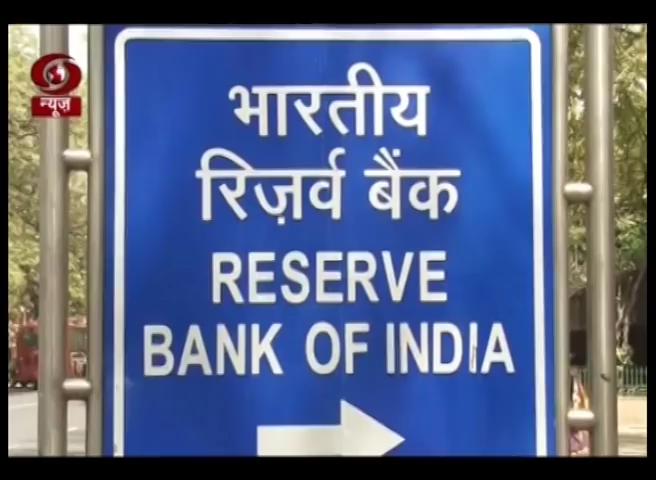 न्यूज़
भारतीय
रिज़र्व बैंक
RESERVE
BANK OF INDIA